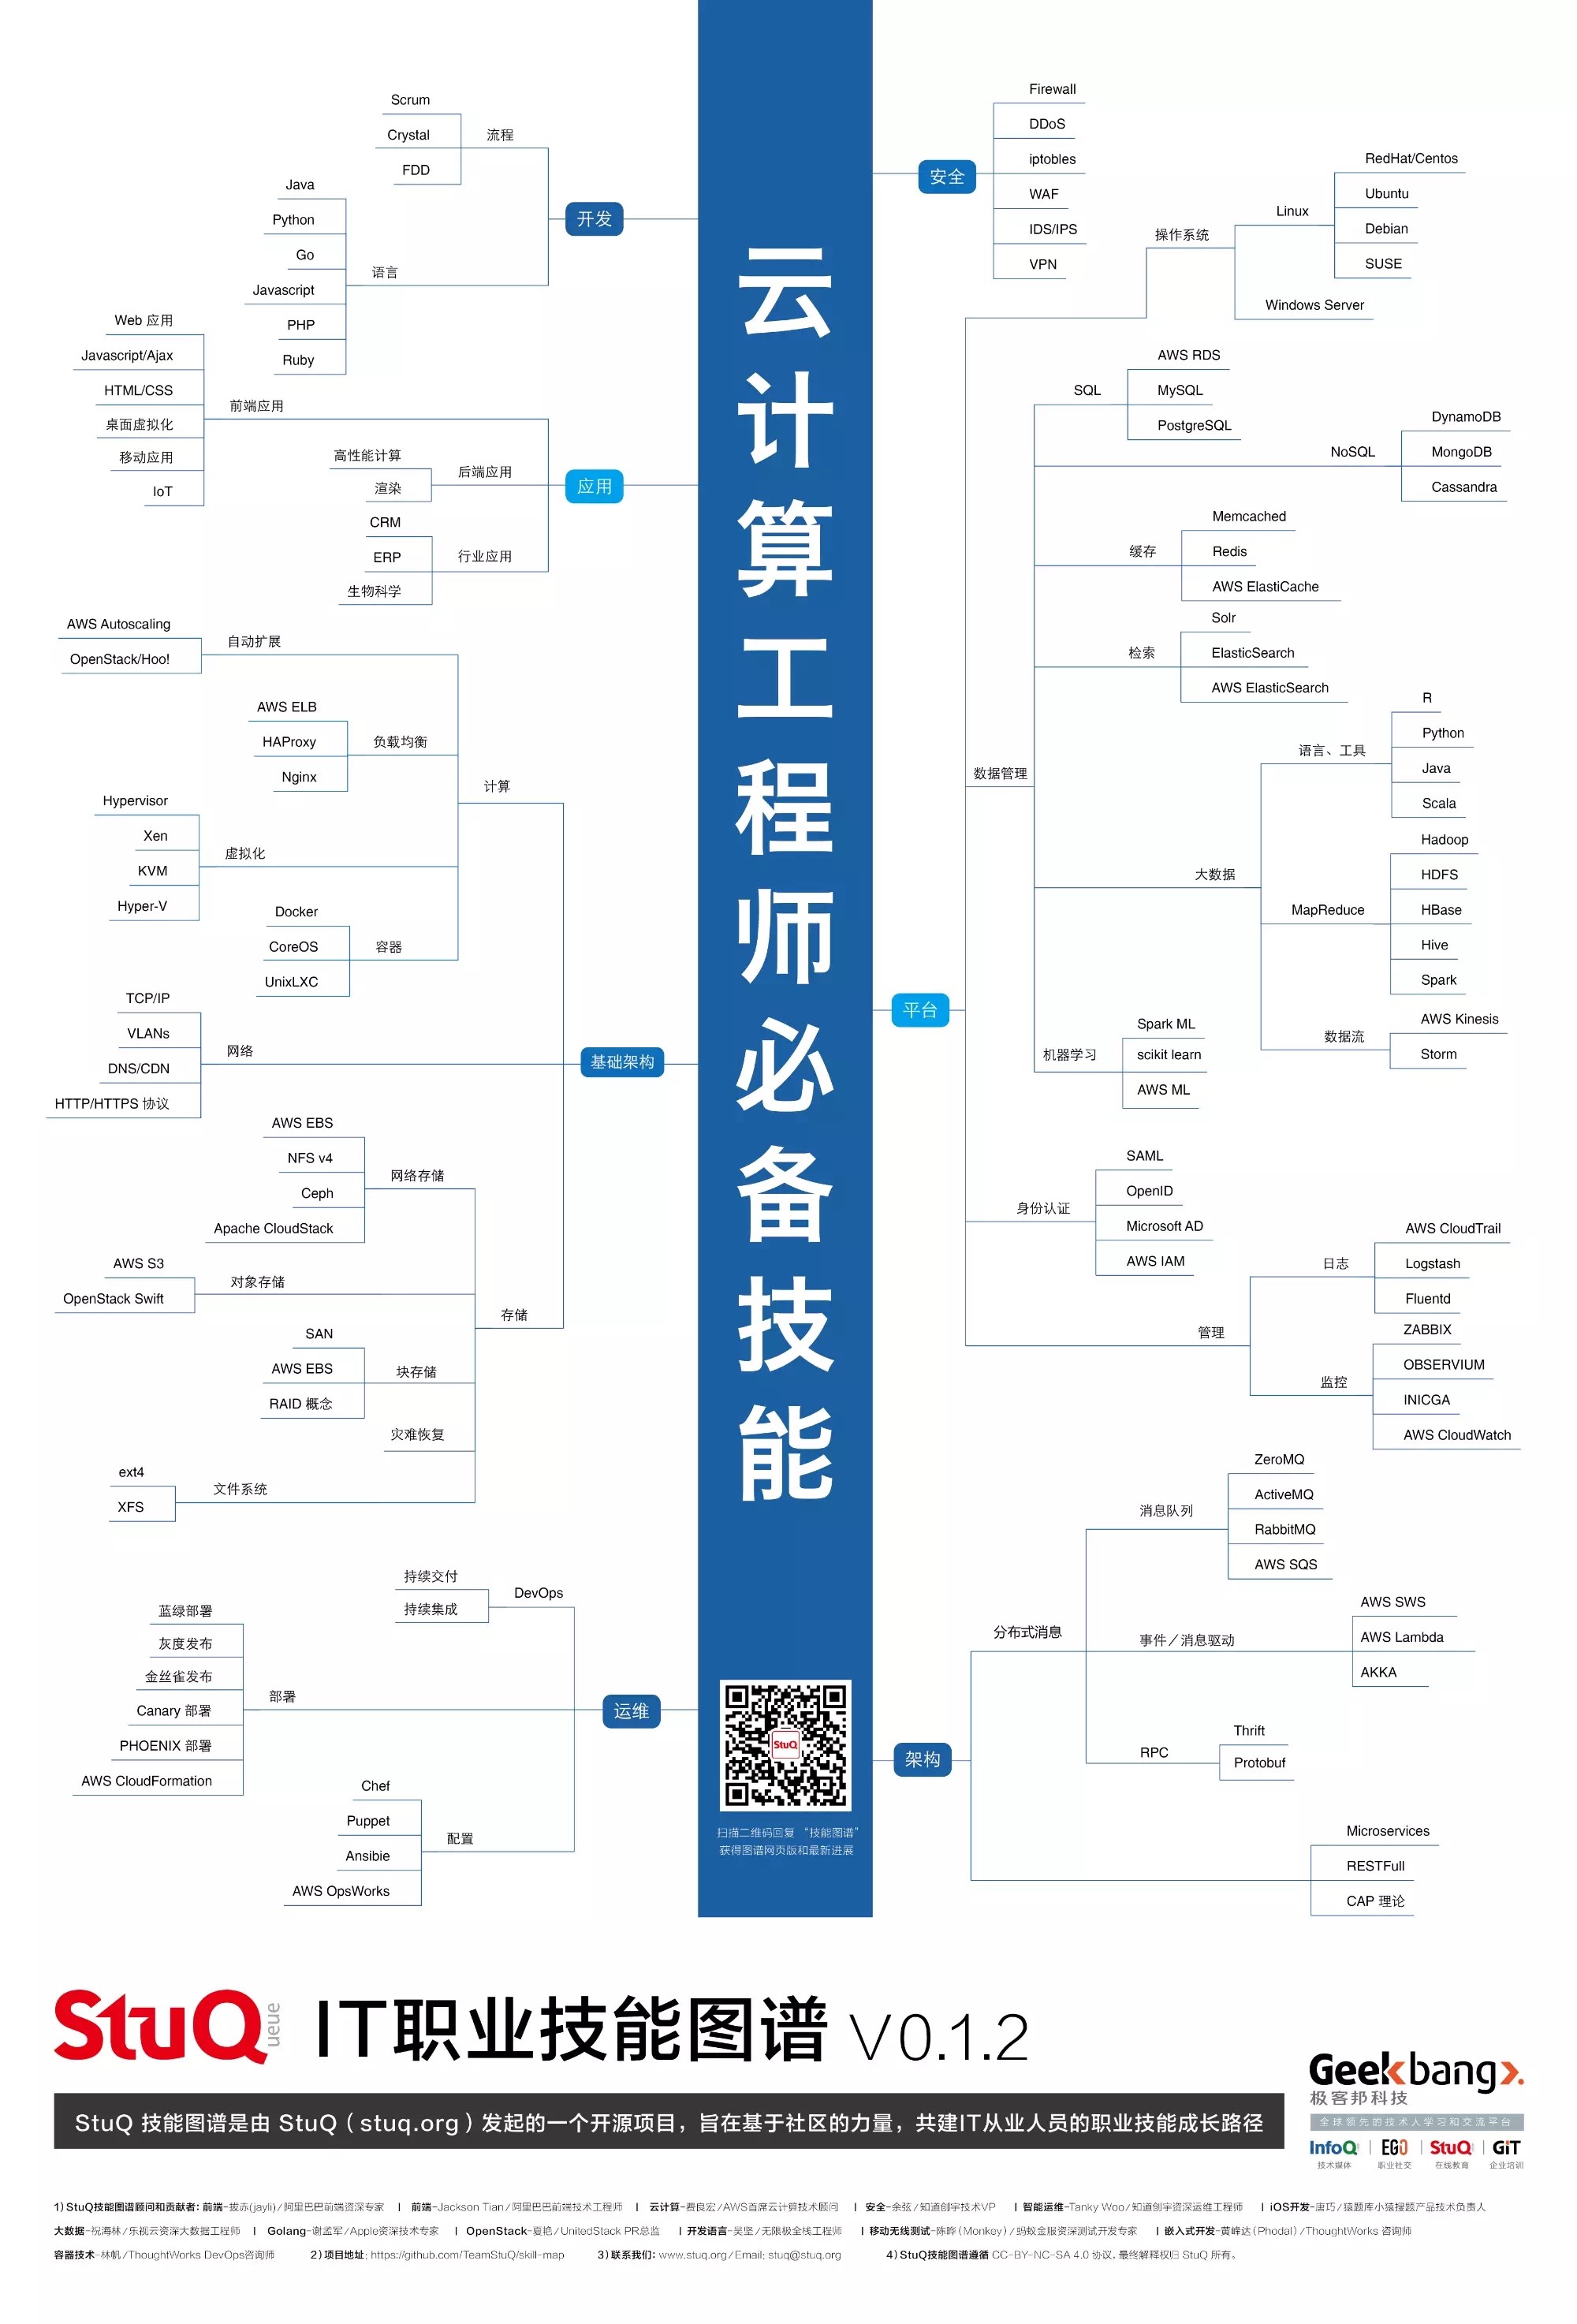 云计算工程师必备技能
Scrum
Crystal
FDD
流程
Java
Python
Go
Javascript
PHP
Ruby
语言
开发
Web 应用
Javascript/Ajax
HTML/CSS
桌面虚拟化
移动应用
IoT
前端应用
高性能计算
渲染
后端应用
CRM
ERP
生物科学
行业应用
应用
AWS Autoscaling
OpenStack/Hoo!
自动扩展
AWS ELB
HAProxy
Nginx
负载均衡
Hypervisor
Xen
KVM
Hyper-V
虚拟化
Docker
CoreOS
UnixLXC
容器
计算
TCP/IP
VLANs
DNS/CDN
HTTP/HTTPS 协议
网络
基础架构
AWS EBS
NFS v4
Ceph
Apache CloudStack
网络存储
AWS S3
OpenStack Swift
对象存储
SAN
AWS EBS
RAID 概念
块存储
灾难恢复
ext4
XFS
文件系统
存储
持续交付
持续集成
DevOps
蓝绿部署
灰度发布
金丝雀发布
Canary 部署
PHOENIX 部署
AWS CloudFormation
部署
运维
Chef
Puppet
Ansibie
AWS OpsWorks
配置
安全
Firewall
DDoS
iptobles
WAF
IDS/IPS
VPN
操作系统
Linux
RedHat/Centos
Ubuntu
Debian
SUSE
Windows Server
SQL
AWS RDS
MySQL
PostgreSQL
NoSQL
DynamoDB
MongoDB
Cassandra
缓存
Memcached
Redis
AWS ElastiCache
检索
Solr
ElasticSearch
AWS ElasticSearch
数据管理
大数据
语言、工具
R
Python
Java
Scala
MapReduce
Hadoop
HDFS
HBase
Hive
Spark
数据流
AWS Kinesis
Storm
平台
机器学习
Spark ML
scikit learn
AWS ML
身份认证
SAML
OpenID
Microsoft AD
AWS IAM
管理
日志
AWS CloudTrail
Logstash
Fluentd
监控
ZABBIX
OBSERVIUM
INICGA
AWS CloudWatch
消息队列
ZeroMQ
ActiveMQ
RabbitMQ
AWS SQS
分布式消息
事件／消息驱动
AWS SWS
AWS Lambda
AKKA
RPC
Thrift
Protobuf
架构
Microservices
RESTFull
CAP 理论
StuQ
扫描二维码回复 “技能图谱”
获得图谱网页版和最新进展
StuQ ueue IT职业技能图谱 V0.1.2
StuQ 技能图谱是由 StuQ（stuq.org）发起的一个开源项目，旨在基于社区的力量，共建IT从业人员的职业技能成长路径
Geekbang>.
极客邦科技
全球领先的技术人学习和交流平台
InfoQ | EGO | StuQ | GiT
技术媒体 职业社交 在线教育 企业培训
1) StuQ技能图谱顾问和贡献者: 前端-拔赤(jayli)/阿里巴巴前端资深专家 | 前端-Jackson Tian/阿里巴巴前端技术工程师 | 云计算-费良宏/AWS首席云计算技术顾问 | 安全-余弦/知道创宇技术VP | 智能运维-Tanky Woo/知道创宇资深运维工程师 | iOS开发-唐巧/猿题库小猿搜题产品技术负责人
大数据-祝海林/乐视云资深大数据工程师 | Golang-谢孟军/Apple资深技术专家 | OpenStack-夏艳/UnitedStack PR总监 | 开发语言-吴坚/无限极全栈工程师 | 移动无线测试-陈晔 (Monkey) /蚂蚁金服资深测试开发专家 | 嵌入式开发-黄峰达 (Phodal) /ThoughtWorks 咨询师
容器技术-林帆/ThoughtWorks DevOps咨询师 2) 项目地址: https://github.com/TeamStuQ/skill-map 3) 联系我们: www.stuq.org/Email: stuq@stuq.org 4) StuQ技能图谱遵循 CC-BY-NC-SA 4.0 协议, 最终解释权归 StuQ 所有。